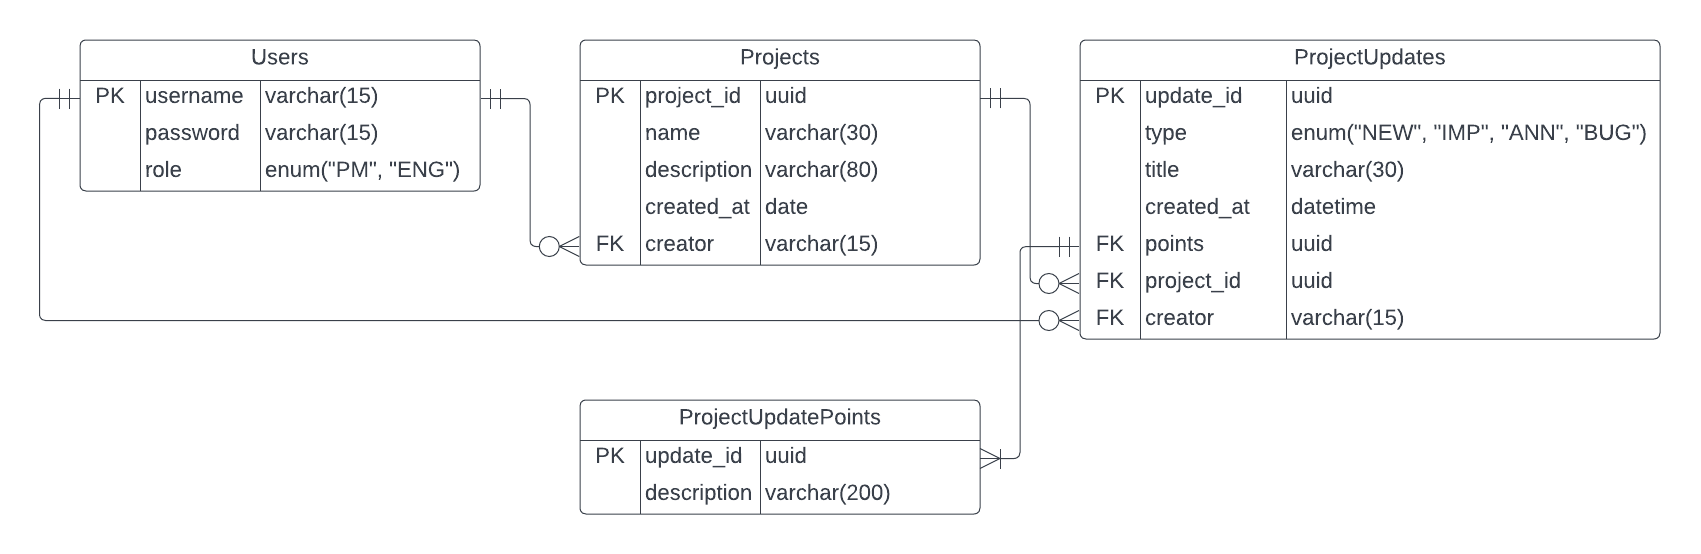 Users
PK username varchar(15)
password varchar(15)
role enum("PM", "ENG")
Projects
PK project_id uuid
name varchar(30)
description varchar(80)
created_at date
FK creator varchar(15)
ProjectUpdates
PK update_id uuid
type enum("NEW", "IMP", "ANN", "BUG")
title varchar(30)
created_at datetime
FK points uuid
FK project_id uuid
FK creator varchar(15)
ProjectUpdatePoints
PK update_id uuid
description varchar(200)